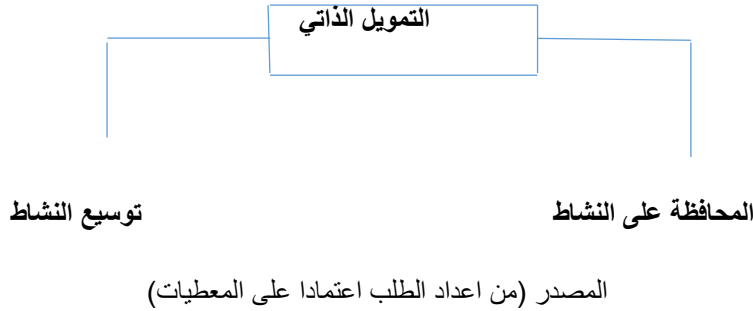 التمويل الذاتي
المحافظة على النشاط
توسيع النشاط
المصدر (من اعداد الطلب اعتمادا على المعطيات)